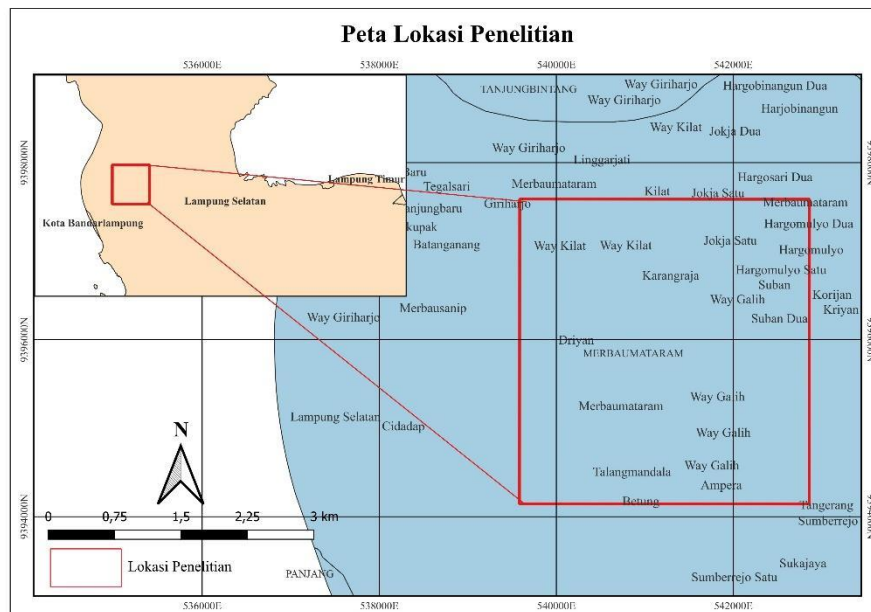 Peta Lokasi Penelitian
536000E 538000E 540000E 542000E
TANJUNGBINTANG
Way Giriharjo
Way Giriharjo
Hargobinangun Dua
Harjobinangun
Way Kilat
Jokja Dua
9398000N
9398000N
Way Giriharjo
Linggarjati
Lampung Timur
Baru
Tegalsari
Merbaumataram
Kilat
Jokja Satu
Hargosari Dua
Merbaumataram
Lampung Selatan
Giriharjo
anjungbaru
Kota Bandarlampung
kupak
Batanganang
Way Kilat
Way Kilat
Jokja Satu
Hargomulyo Dua
Hargomulyo
Karangraja
Hargomulyo Satu
Suban
Way Galih
Korijan
Kriyan
Merbausanip
Way Giriharjo
Suban Dua
9396000N
9396000N
Driyan
MERBAUMATARAM
Way Galih
Merbaumataram
Lampung Selatan
Cidadap
Way Galih
N
Talangmandala
Way Galih
Ampera
Betung
Tangerang
Sumberrejo
9394000N
9394000N
0 0,75 1,5 2,25 3 km
Lokasi Penelitian
PANJANG
Sukajaya
Sumberrejo Satu
536000E 538000E 540000E 542000E